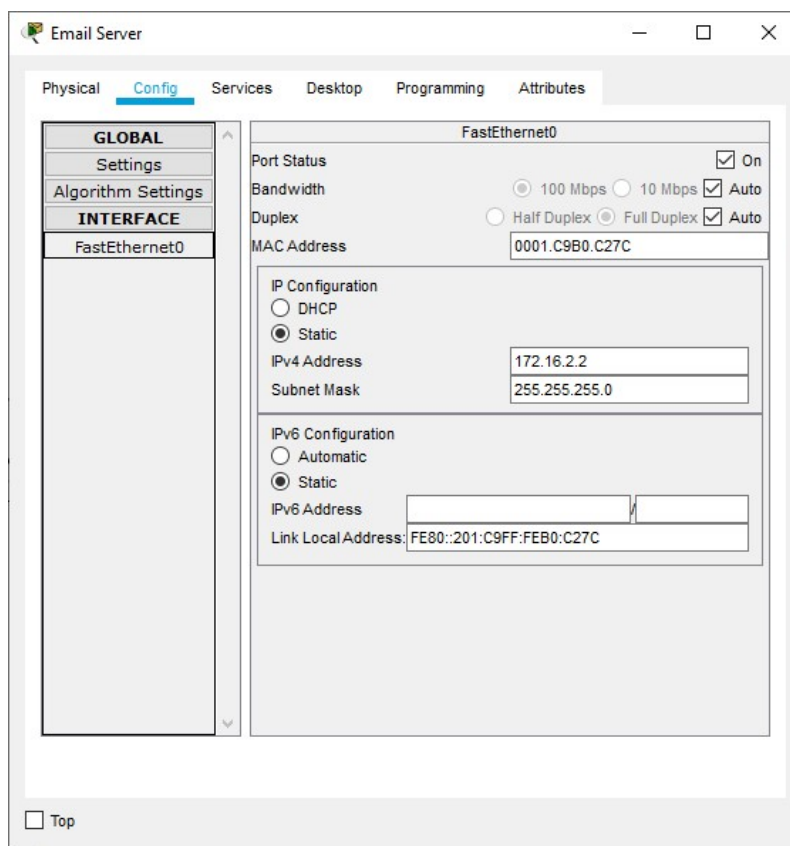 Email Server
Physical Config Services Desktop Programming Attributes
GLOBAL
Settings
Algorithm Settings
INTERFACE
FastEthernet0
FastEthernet0
Port Status On
Bandwidth 100 Mbps 10 Mbps Auto
Duplex Half Duplex Full Duplex Auto
MAC Address 0001.C9B0.C27C
IP Configuration
DHCP
Static
IPv4 Address 172.16.2.2
Subnet Mask 255.255.255.0
IPv6 Configuration
Automatic
Static
IPv6 Address /
Link Local Address: FE80::201:C9FF:FEB0:C27C
Top